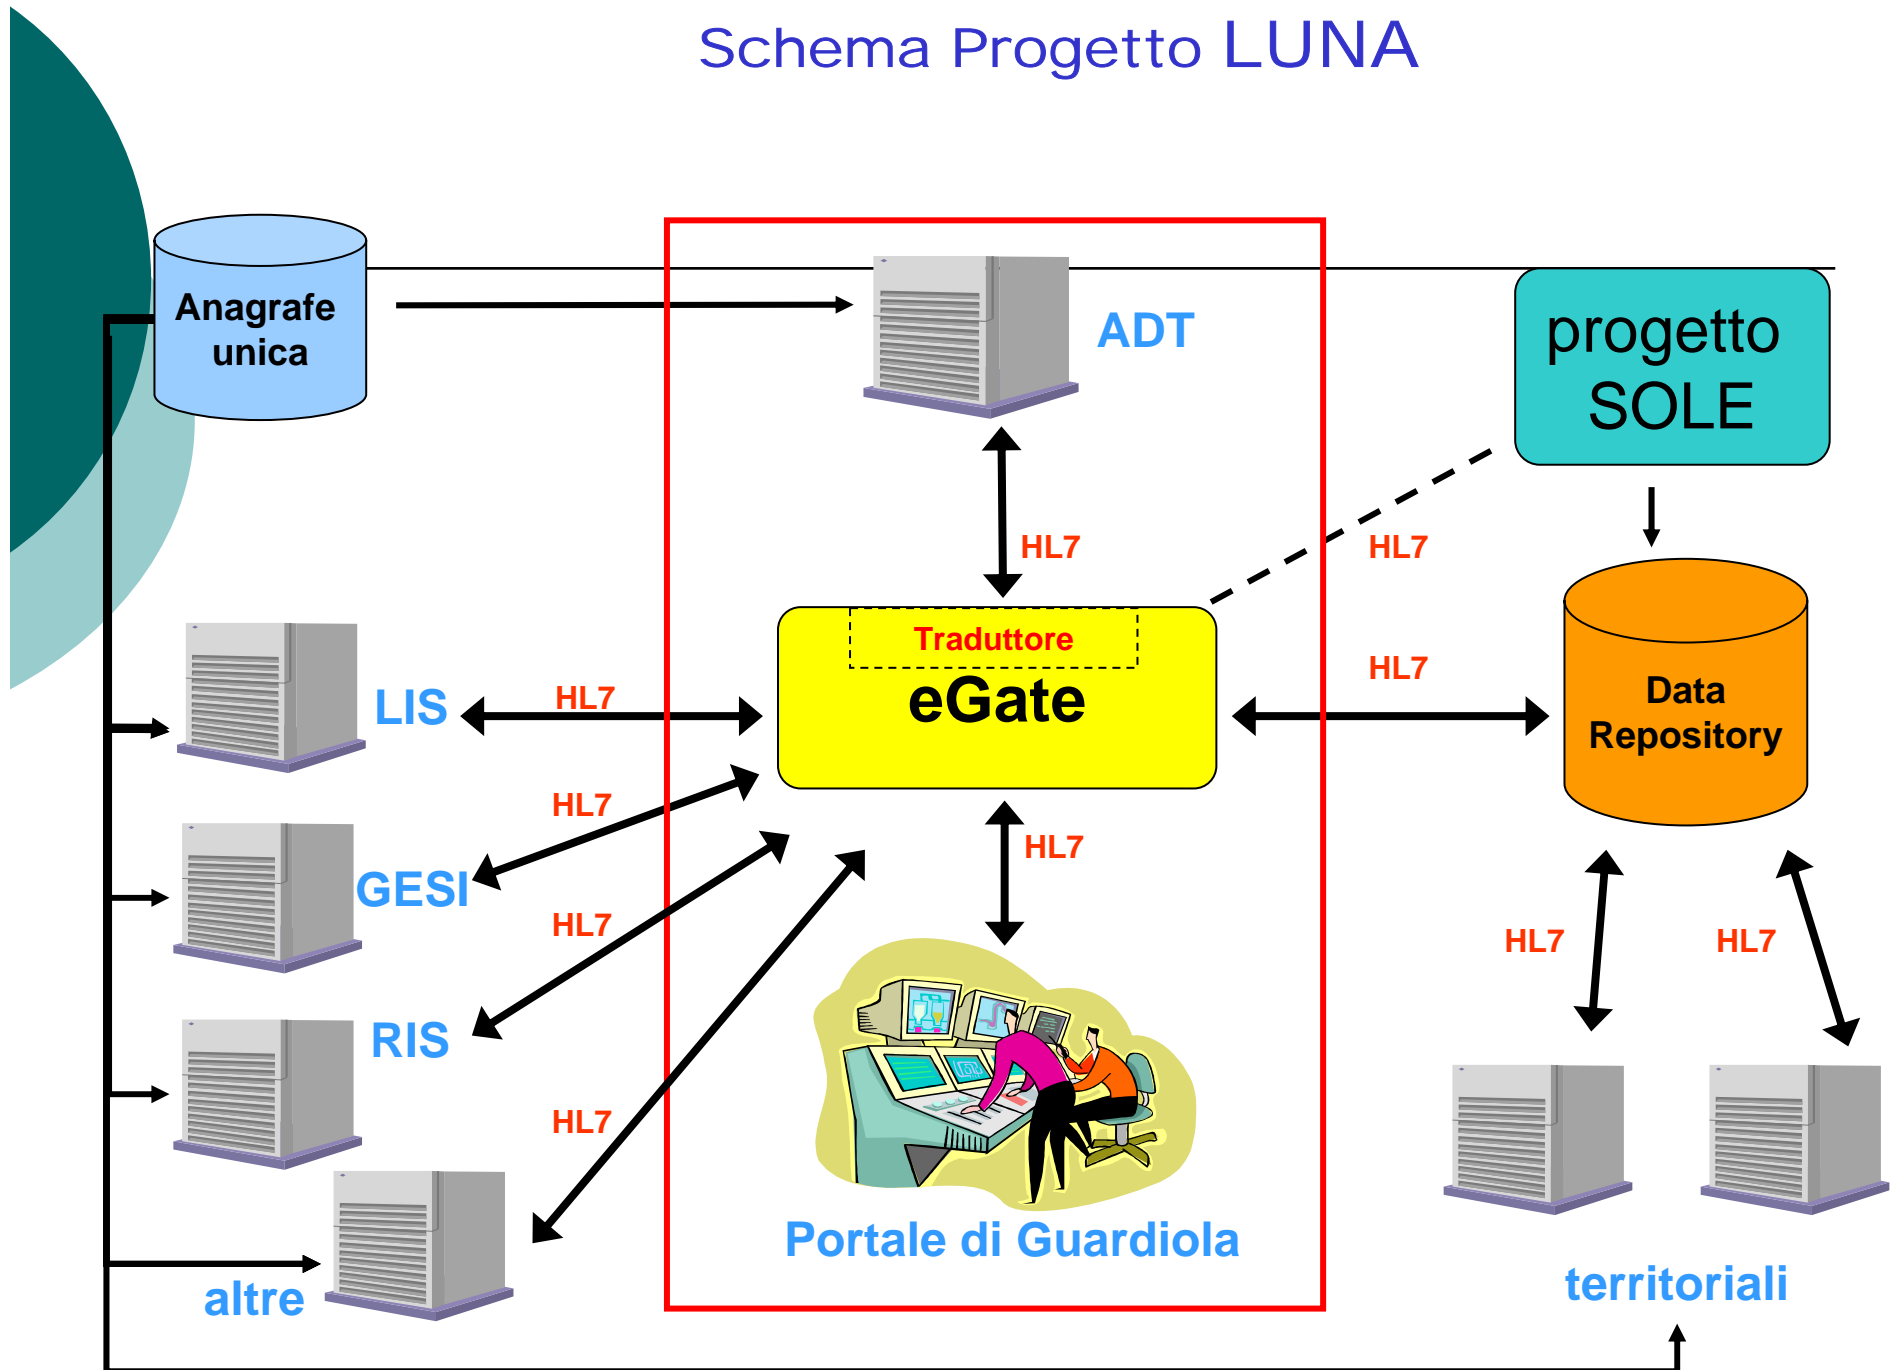 Schema Progetto LUNA
Anagrafe
unica
ADT
progetto
SOLE
HL7
HL7
Traduttore
eGate
LIS
HL7
HL7
Data
Repository
HL7
GESI
HL7
HL7
HL7
HL7
RIS
HL7
Portale di Guardiola
altre
territoriali